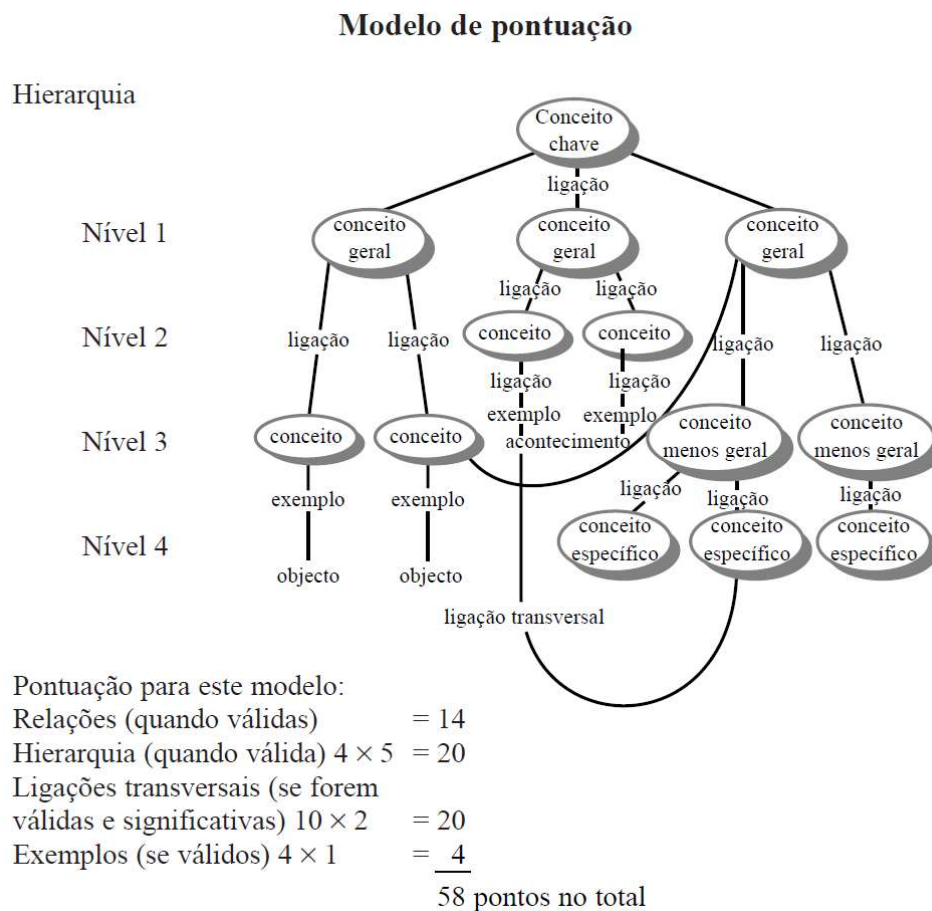 Modelo de pontuação
Hierarquia
Conceito
chave
ligação
Nível 1
conceito
geral
conceito
geral
conceito
geral
ligação
ligação
Nível 2
ligação
ligação
conceito
conceito
ligação
ligação
ligação
ligação
exemplo
exemplo
acontecimento
Nível 3
conceito
conceito
conceito
menos geral
conceito
menos geral
exemplo
exemplo
ligação
ligação
ligação
Nível 4
conceito
específico
conceito
específico
conceito
específico
objecto
objecto
ligação transversal
Pontuação para este modelo:
Relações (quando válidas) = 14
Hierarquia (quando válida) 4 × 5 = 20
Ligações transversais (se forem
válidas e significativas) 10 × 2 = 20
Exemplos (se válidos) 4 × 1 = 4
58 pontos no total